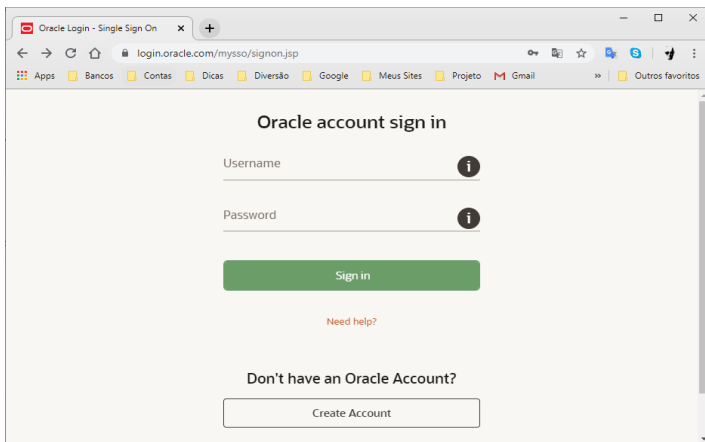 Oracle Login - Single Sign On
login.oracle.com/mysso/signon.jsp
Apps Bancos Contas Dicas Diversão Google Meus Sites Projeto Gmail » Outros favoritos
Oracle account sign in
Username
Password
Sign in
Need help?
Don't have an Oracle Account?
Create Account